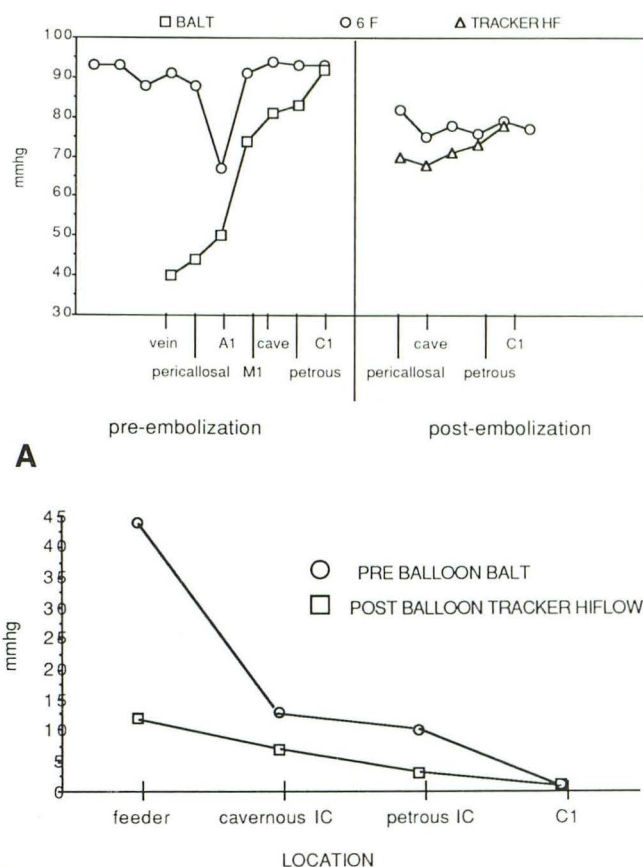 BALT 6 F TRACKER HF
100
90
80
70
60
50
40
30
mmhg
vein A1 cave C1
pericallosal M1 petrous
cave C1
pericallosal petrous
pre-embolization post-embolization
A
45
40
35
30
25
20
15
10
5
0
mmhg
PRE BALLOON BALT
POST BALLOON TRACKER HIFLOW
feeder cavernous IC petrous IC C1
LOCATION